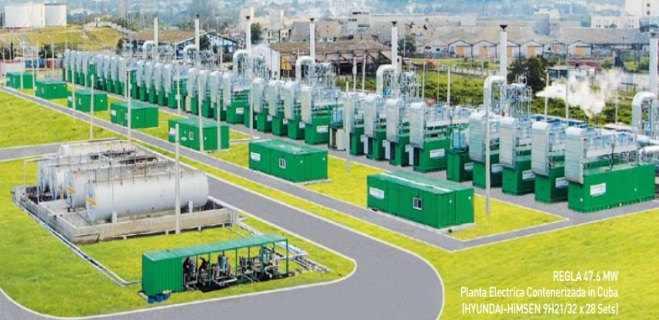 REGLA 47.6 MW
Planta Electrica Contenerizada in Cuba
(HYUNDAI-HiMSEN 9H21/32 x 28 Sets)